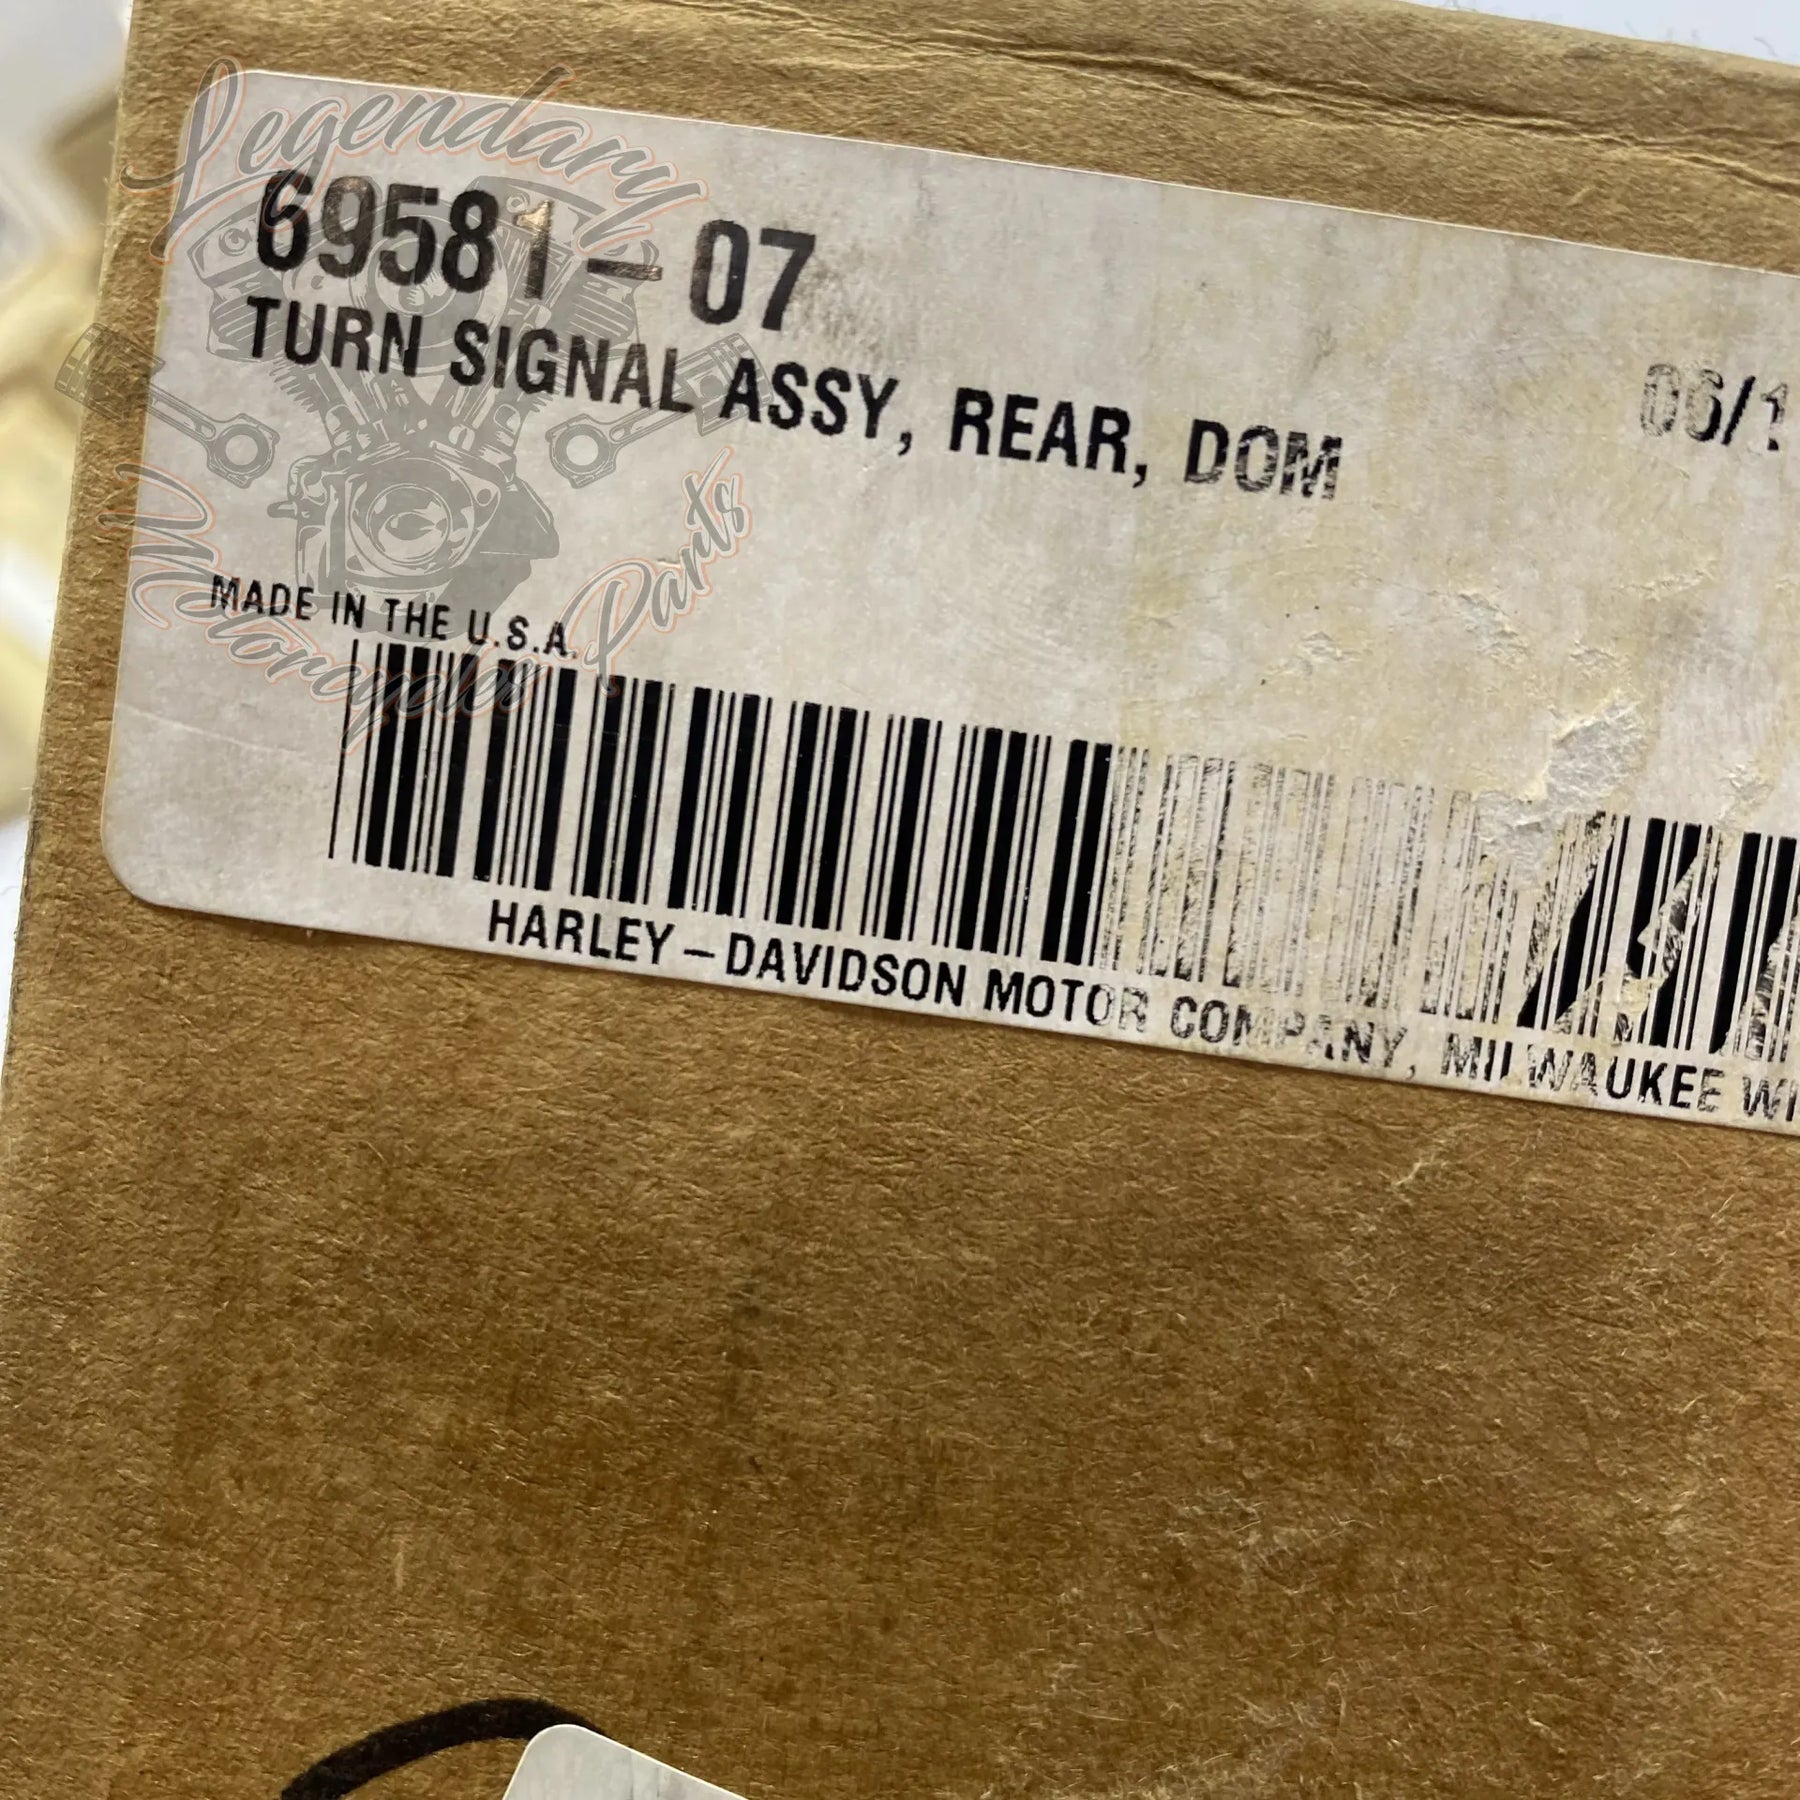 Legendary
69581-07
TURN SIGNAL ASSY, REAR, DOM
Motorcycles Parts
MADE IN THE U.S.A.
HARLEY-DAVIDSON MOTOR COMPANY, MILWAUKEE